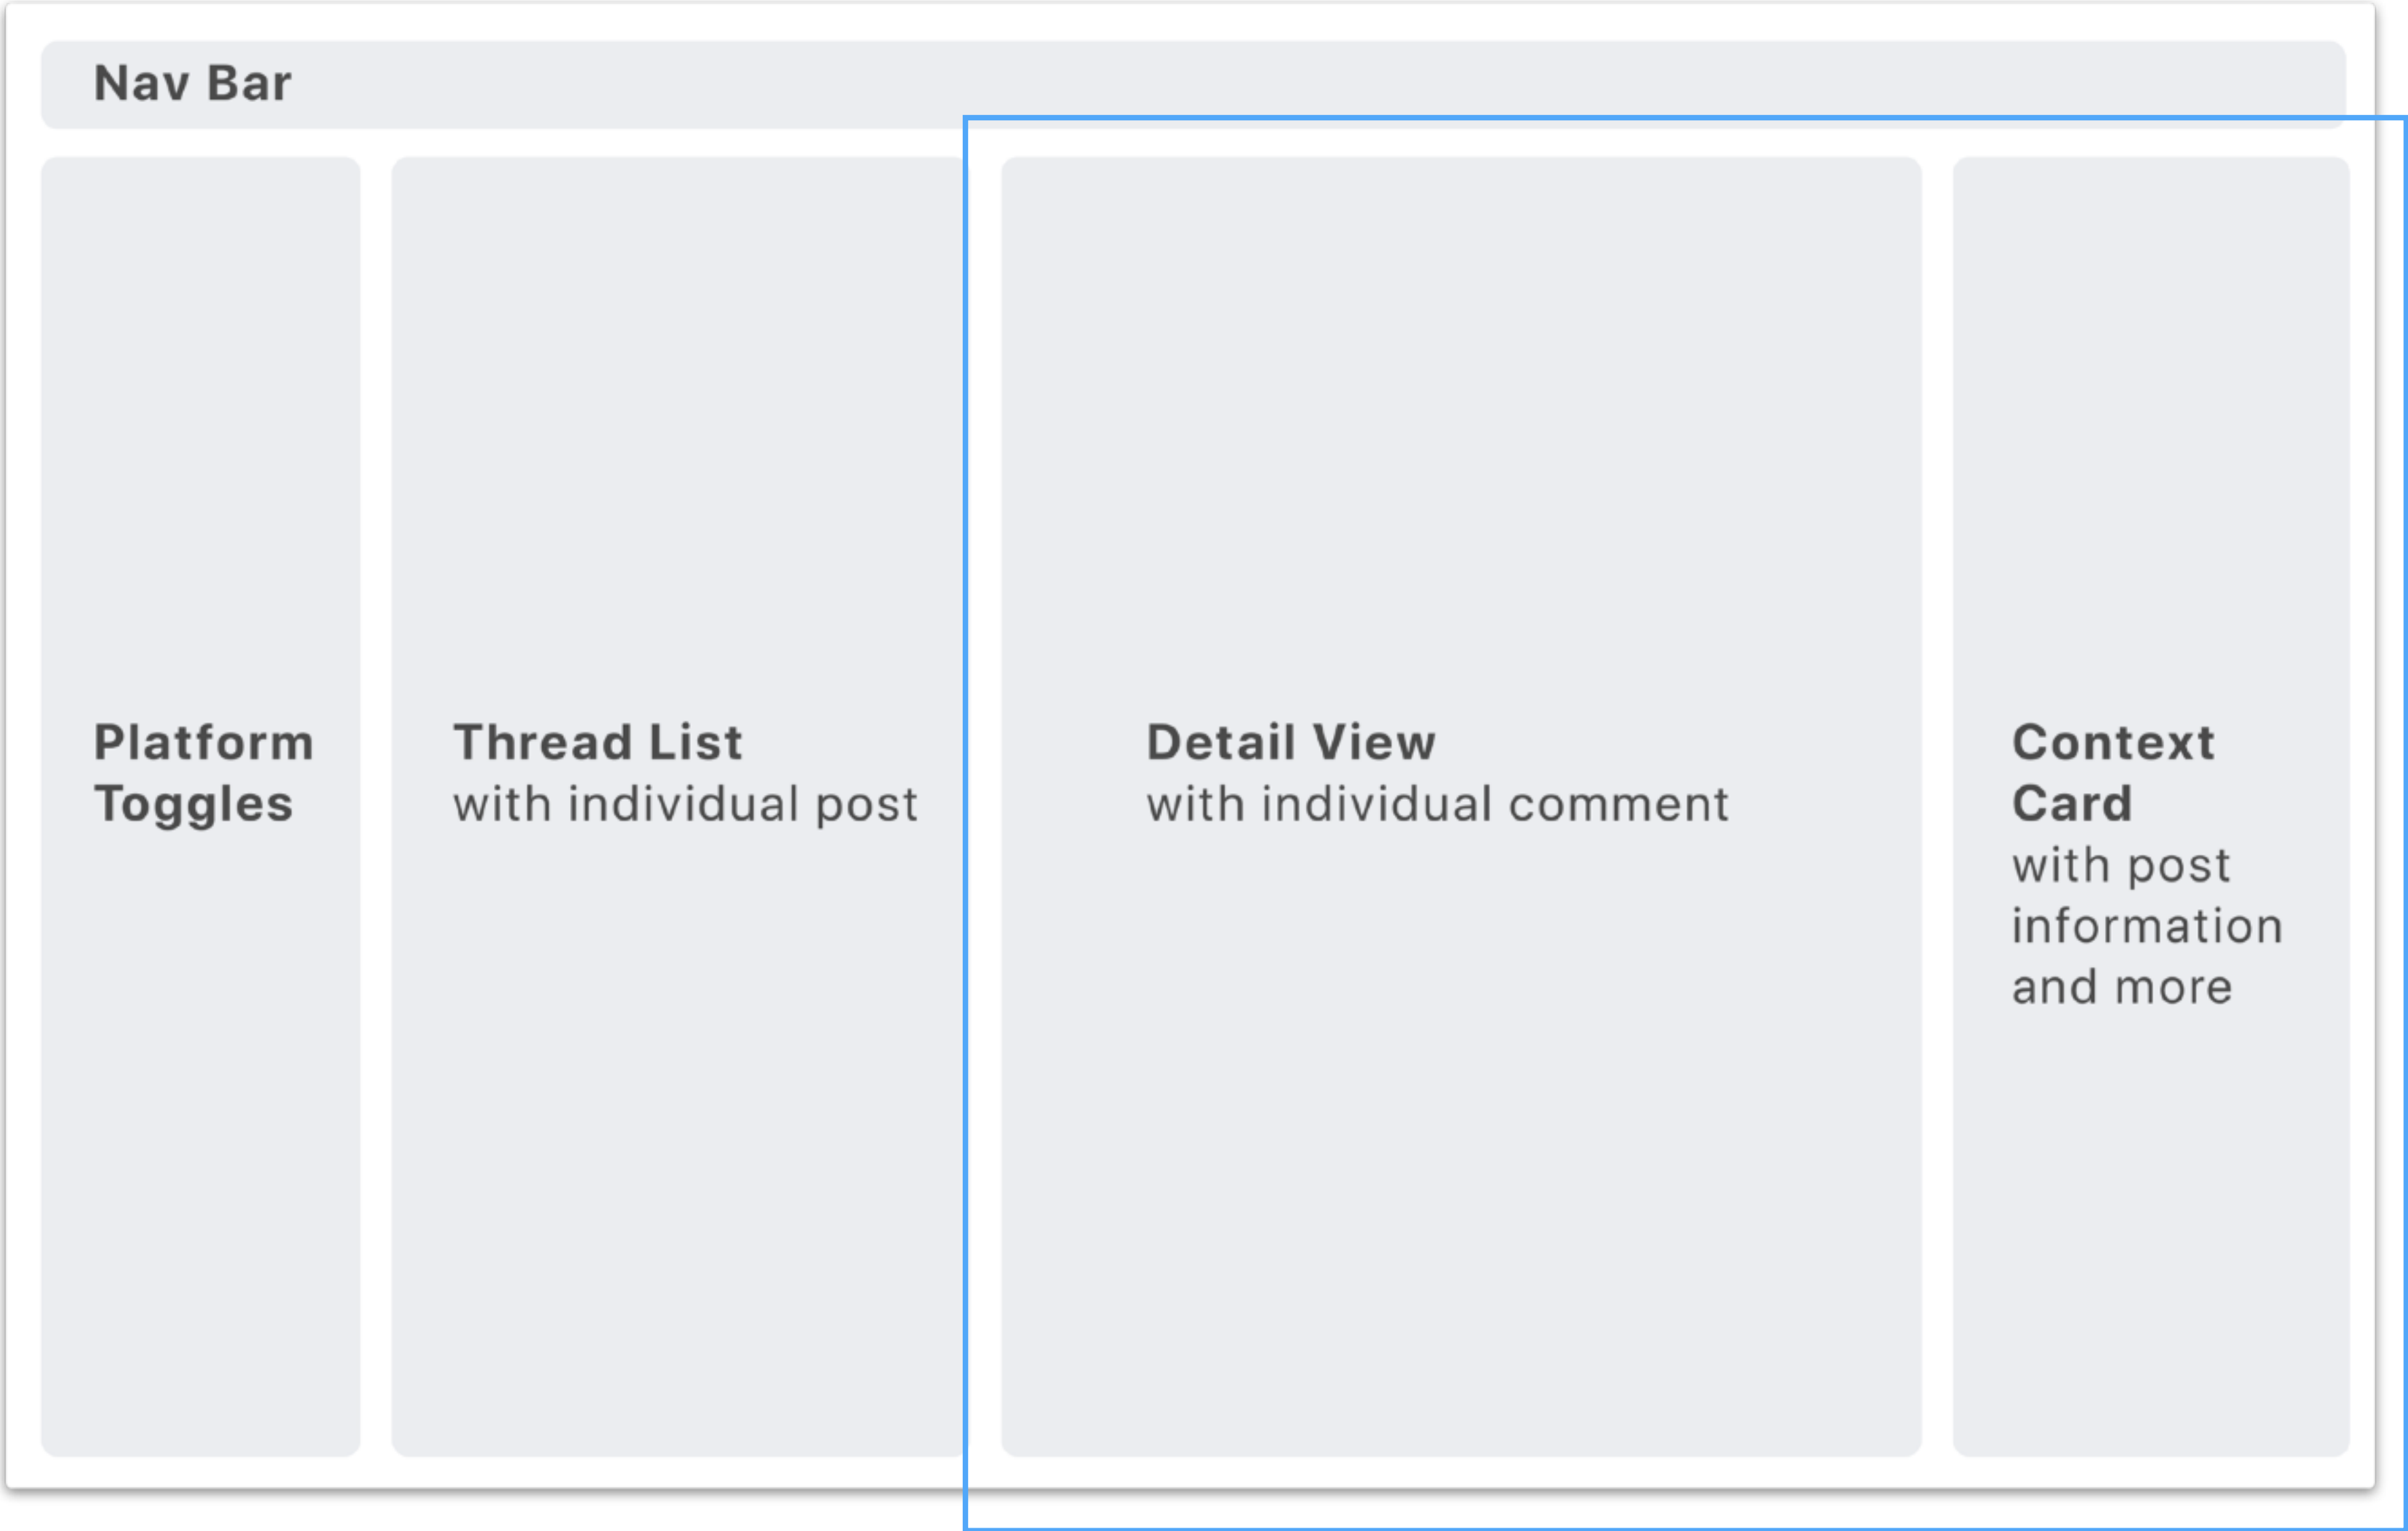 Nav Bar
Platform
Toggles
Thread List
with individual post
Detail View
with individual comment
Context
Card
with post
information
and more